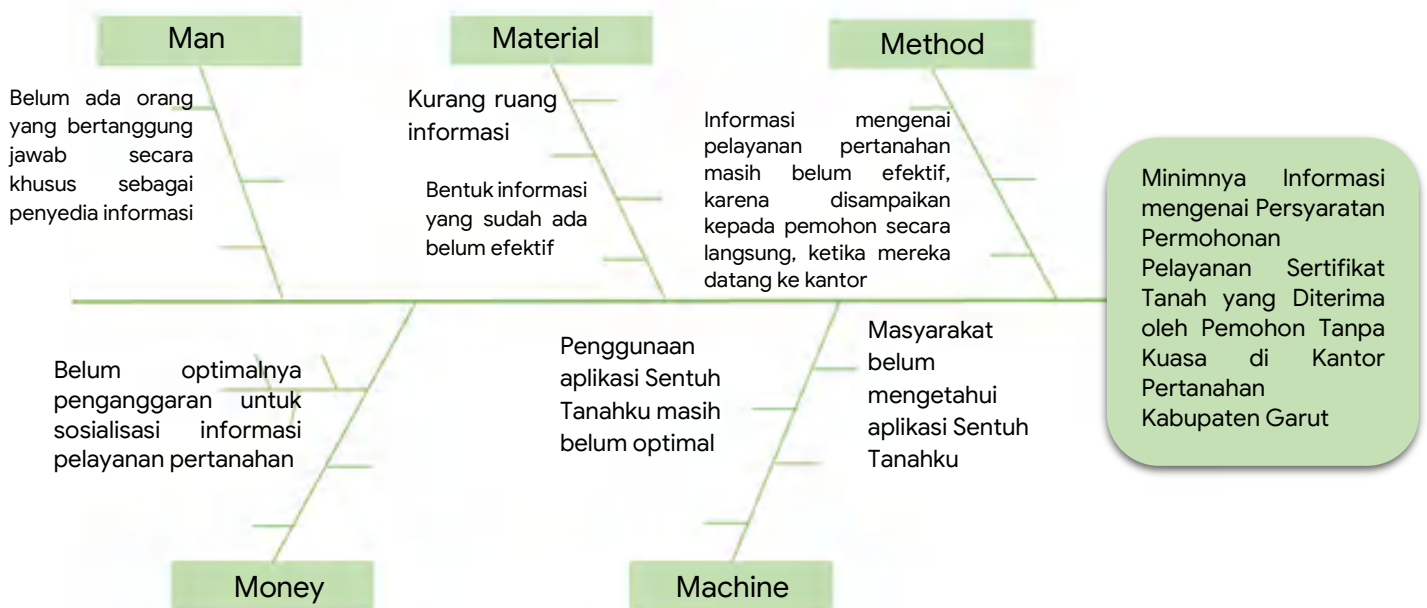 Man
Belum ada orang
yang bertanggung
jawab secara
khusus sebagai
penyedia informasi
Material
Kurang ruang
informasi
Bentuk informasi
yang sudah ada
belum efektif
Method
Informasi mengenai
pelayanan pertanahan
masih belum efektif,
karena disampaikan
kepada pemohon secara
langsung, ketika mereka
datang ke kantor
Minimnya Informasi
mengenai Persyaratan
Permohonan
Pelayanan Sertifikat
Tanah yang Diterima
oleh Pemohon Tanpa
Kuasa di Kantor
Pertanahan
Kabupaten Garut
Belum optimalnya
penganggaran untuk
sosialisasi informasi
pelayanan pertanahan
Money
Penggunaan
aplikasi Sentuh
Tanahku masih
belum optimal
Masyarakat
belum
mengetahui
aplikasi Sentuh
Tanahku
Machine